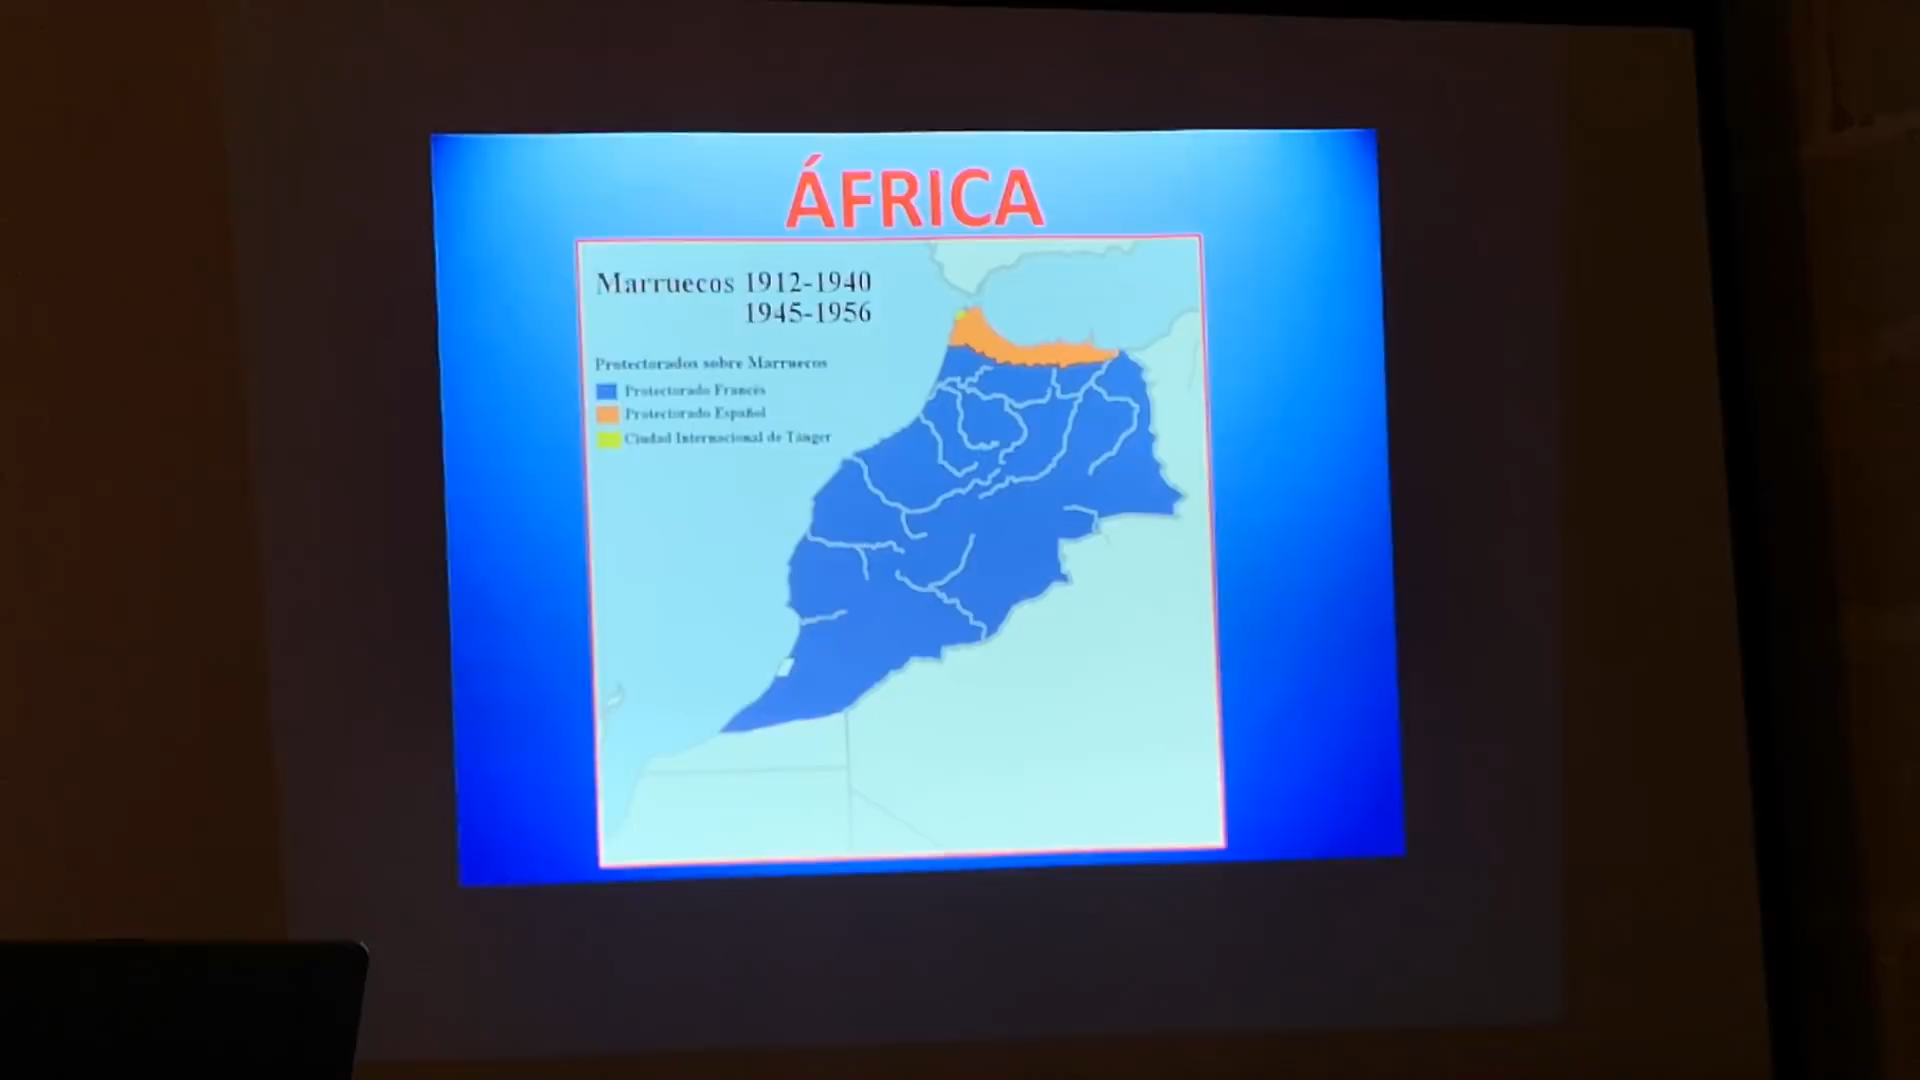 ÁFRICA
Marruecos 1912-1940
1945-1956
Protectorados sobre Marruecos
Protectorado Francés
Protectorado Español
Ciudad Internacional de Tánger